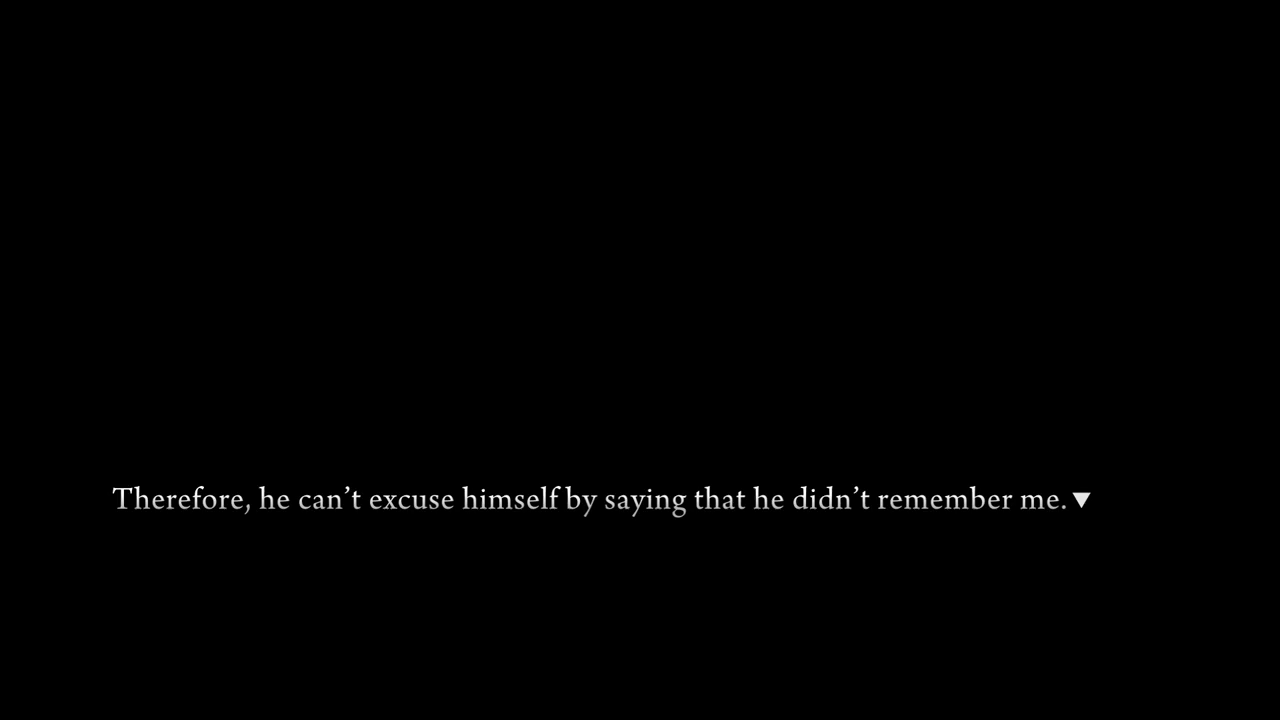 Therefore, he can’t excuse himself by saying that he didn’t remember me.▼